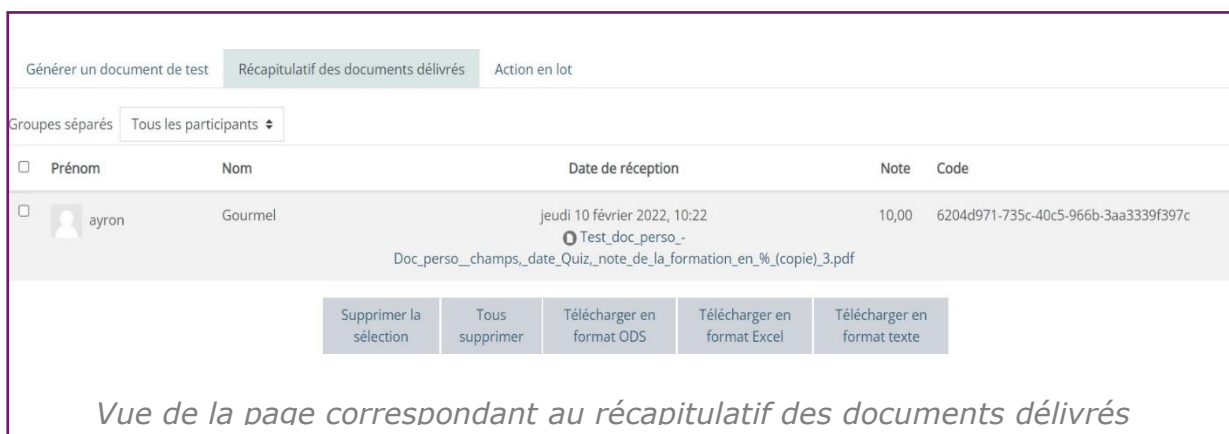 Générer un document de test Récapitulatif des documents délivrés Action en lot
Groupes séparés Tous les participants
Prénom Nom Date de réception Note Code
ayron Gourmel jeudi 10 février 2022, 10:22 10,00 6204d971-735c-40c5-966b-3aa3339f397c
Test_doc_perso_-
Doc_perso__champs,_date_Quiz,_note_de_la_formation_en_%_(copie)_3.pdf
Supprimer la Tous Télécharger en Télécharger en Télécharger en
sélection supprimer format ODS format Excel format texte
Vue de la page correspondant au récapitulatif des documents délivrés